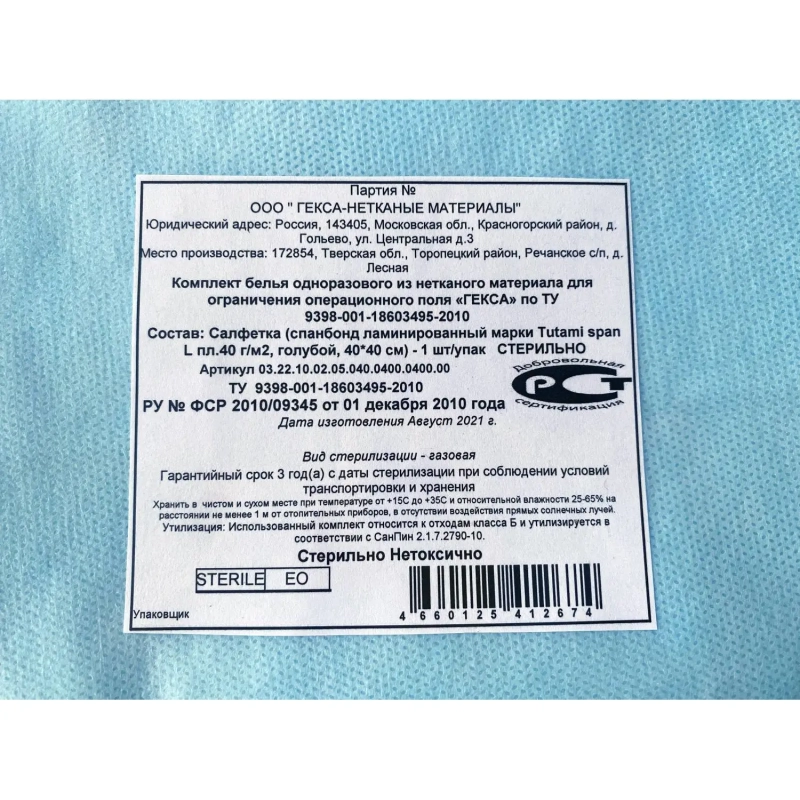 Партия №
ООО " ГЕКСА-НЕТКАНЫЕ МАТЕРИАЛЫ"
Юридический адрес: Россия, 143405, Московская обл., Красногорский район, д.
Гольево, ул. Центральная д.3
Место производства: 172854, Тверская обл., Торопецкий район, Речанское с/п, д.
Лесная
Комплект белья одноразового из нетканого материала для
ограничения операционного поля «ГЕКСА» по ТУ
9398-001-18603495-2010
Состав: Салфетка (спанбонд ламинированный марки Tutami span
L пл.40 г/м2, голубой, 40*40 см) - 1 шт/упак СТЕРИЛЬНО
Добровольная
РСТ
сертификация
Артикул 03.22.10.02.05.040.0400.0400.00
ТУ 9398-001-18603495-2010
РУ № ФСР 2010/09345 от 01 декабря 2010 года
Дата изготовления Август 2021 г.
Вид стерилизации - газовая
Гарантийный срок 3 год(а) с даты стерилизации при соблюдении условий
транспортировки и хранения
Хранить в чистом и сухом месте при температуре от +15С до +35С и относительной влажности 25-65% на
расстоянии не менее 1 м от отопительных приборов, в отсутствии воздействия прямых солнечных лучей.
Утилизация: Использованный комплект относится к отходам класса Б и утилизируется в
соответствии с СанПин 2.1.7.2790-10.
Стерильно Нетоксично
STERILE EO
4 660125 412674
Упаковщик